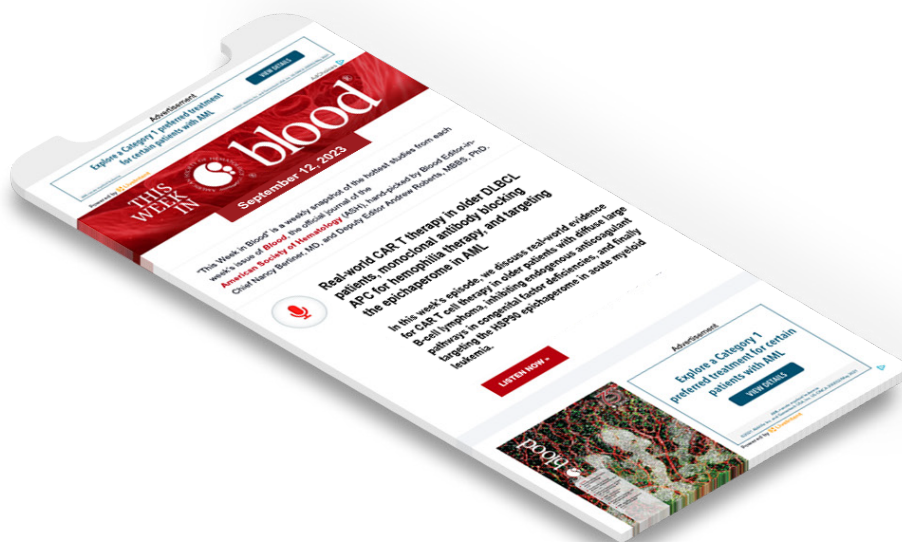 Advertisement
Explore a Category 1 preferred treatment
for certain patients with AML
VIEW DETAILS
AdChoices
Powered by
THIS
WEEK
IN
blood®
September 12, 2023
"This Week in Blood" is a weekly snapshot of the hottest studies from each
week's issue of Blood, the official journal of the
American Society of Hematology (ASH), hand-picked by Blood Editor-in-
Chief Nancy Berliner, MD, and Deputy Editor Andrew Roberts, MBBS, PhD.
Real-world CAR T therapy in older DLBCL
patients, monoclonal antibody blocking
APC for hemophilia therapy, and targeting
the epichaperome in AML
In this week's episode, we discuss real-world evidence
for CAR T cell therapy in older patients with diffuse large
B-cell lymphoma, inhibiting endogenous anticoagulant
pathways in congenital factor deficiencies, and finally
targeting the HSP90 epichaperome in acute myeloid
leukemia.
LISTEN NOW »
Advertisement
Explore a Category 1
preferred treatment for certain
patients with AML
VIEW DETAILS
Powered by
blood